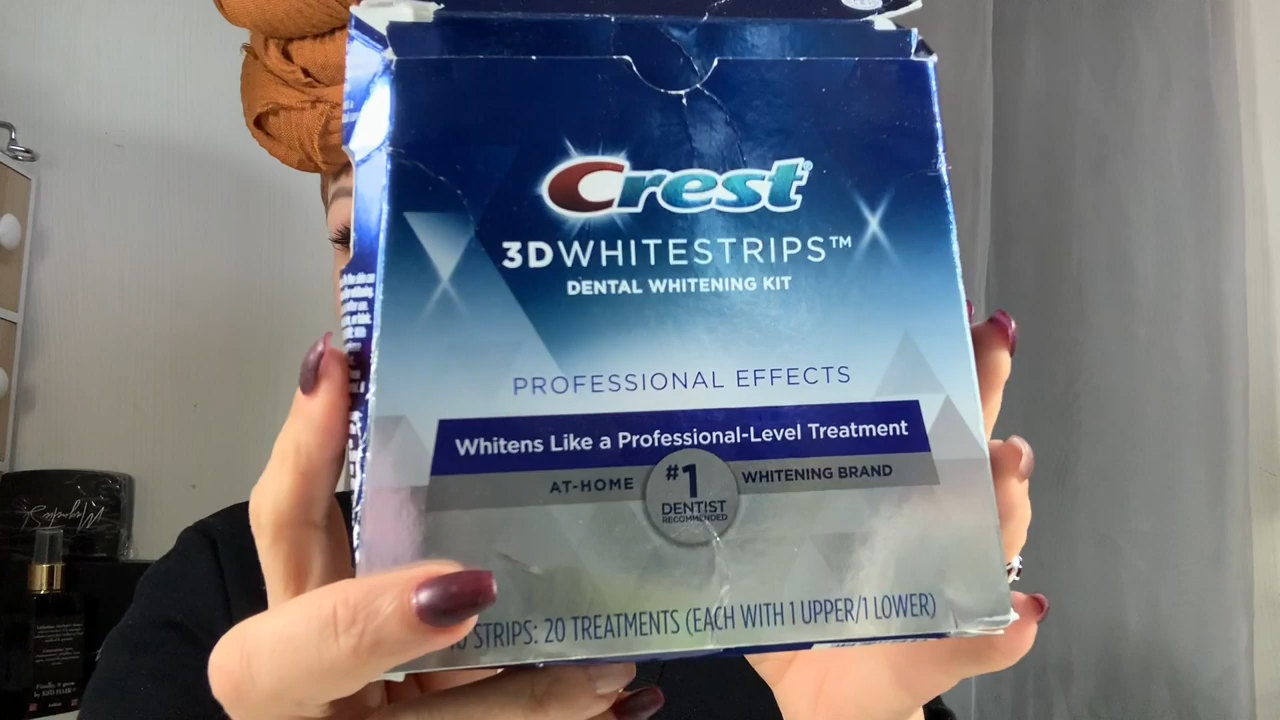 Crest
3DWHITESTRIPS™
DENTAL WHITENING KIT
PROFESSIONAL EFFECTS
Whitens Like a Professional-Level Treatment
AT-HOME #1 WHITENING BRAND
DENTIST
RECOMMENDED
STRIPS: 20 TREATMENTS (EACH WITH 1 UPPER/1 LOWER)